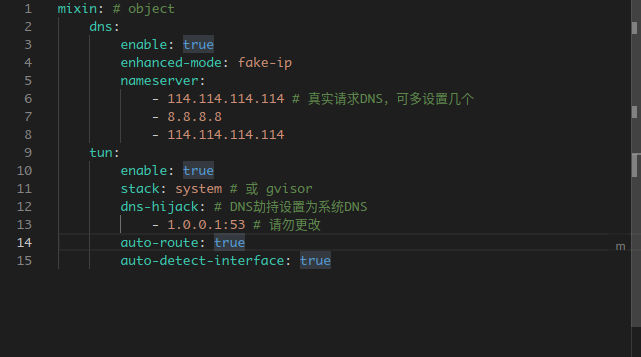 1 mixin: # object
2 dns:
3 enable: true
4 enhanced-mode: fake-ip
5 nameserver:
6 - 114.114.114.114 # 真实请求DNS, 可多设置几个
7 - 8.8.8.8
8 - 114.114.114.114
9 tun:
10 enable: true
11 stack: system # 或 gvisor
12 dns-hijack: # DNS劫持设置为系统DNS
13 - 1.0.0.1:53 # 请勿更改
14 auto-route: true
15 auto-detect-interface: true
m